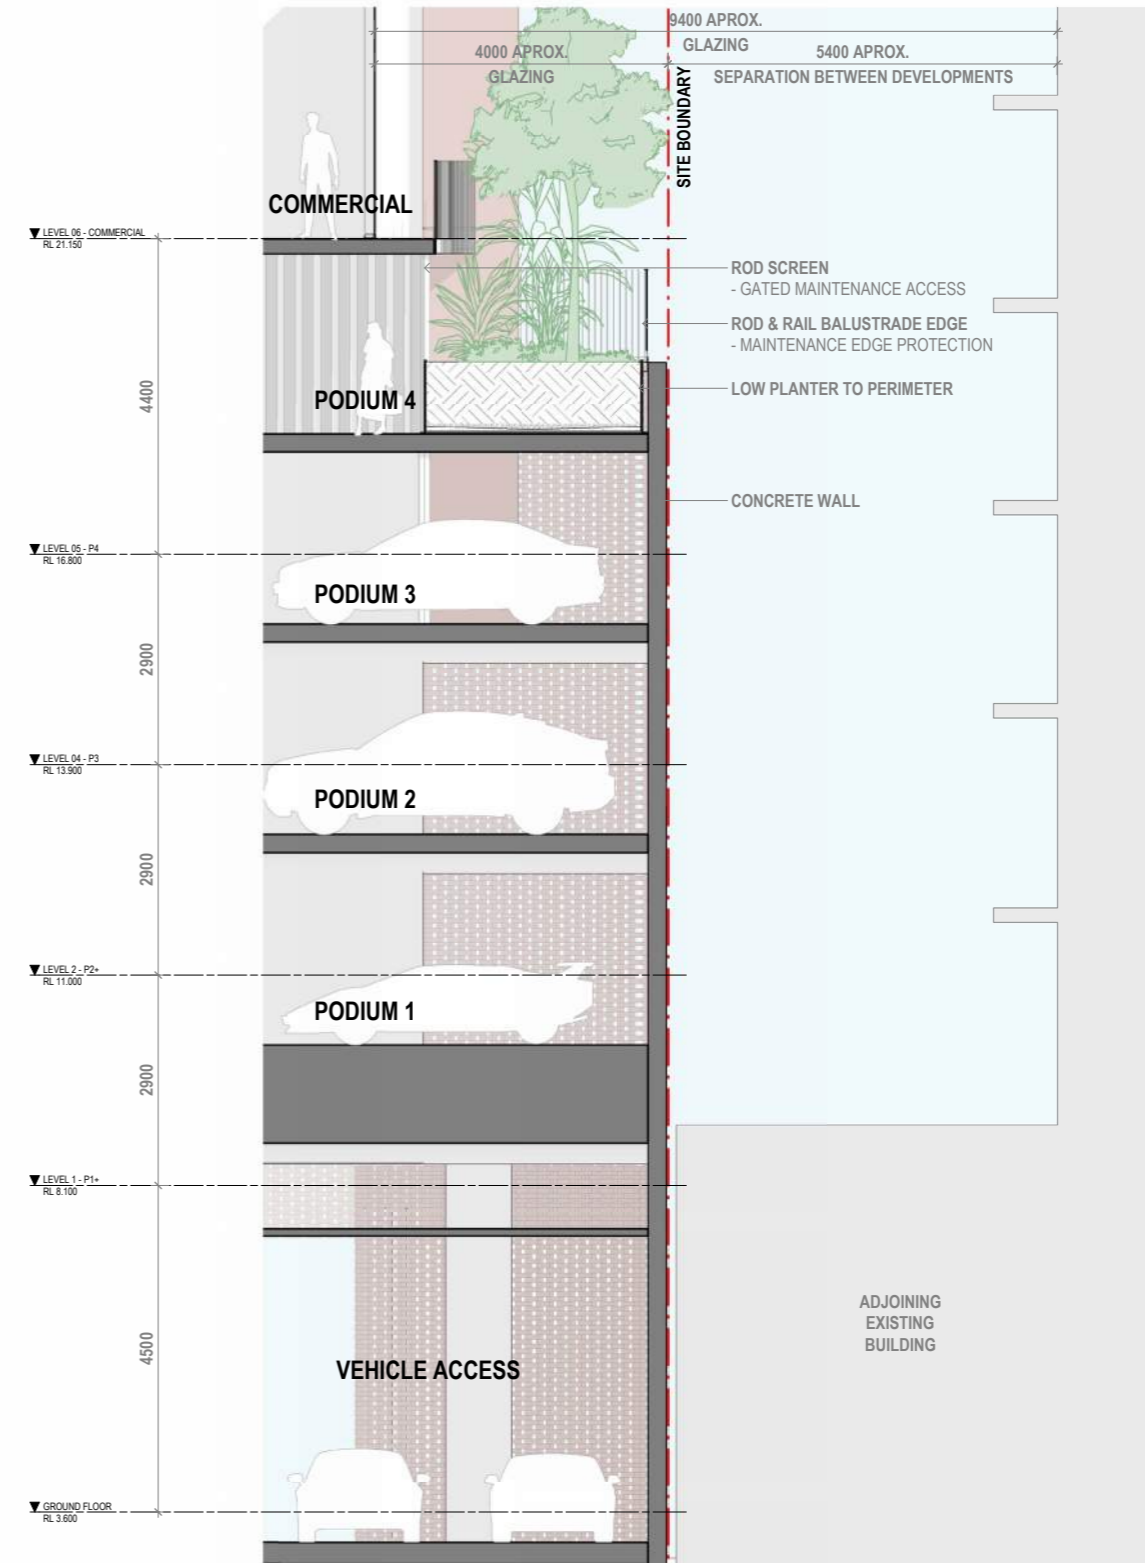 9400 APROX.
GLAZING
4000 APROX.
GLAZING
5400 APROX.
SEPARATION BETWEEN DEVELOPMENTS
SITE BOUNDARY
COMMERCIAL
LEVEL 06 - COMMERCIAL
RL 21.150
ROD SCREEN
- GATED MAINTENANCE ACCESS
ROD & RAIL BALUSTRADE EDGE
- MAINTENANCE EDGE PROTECTION
LOW PLANTER TO PERIMETER
4400
PODIUM 4
CONCRETE WALL
LEVEL 05 - P4
RL 16.800
PODIUM 3
2900
LEVEL 04 - P3
RL 13.900
PODIUM 2
2900
LEVEL 2 - P2+
RL 11.000
PODIUM 1
2900
LEVEL 1 - P1+
RL 8.100
ADJOINING
EXISTING
BUILDING
4500
VEHICLE ACCESS
GROUND FLOOR
RL 3.600